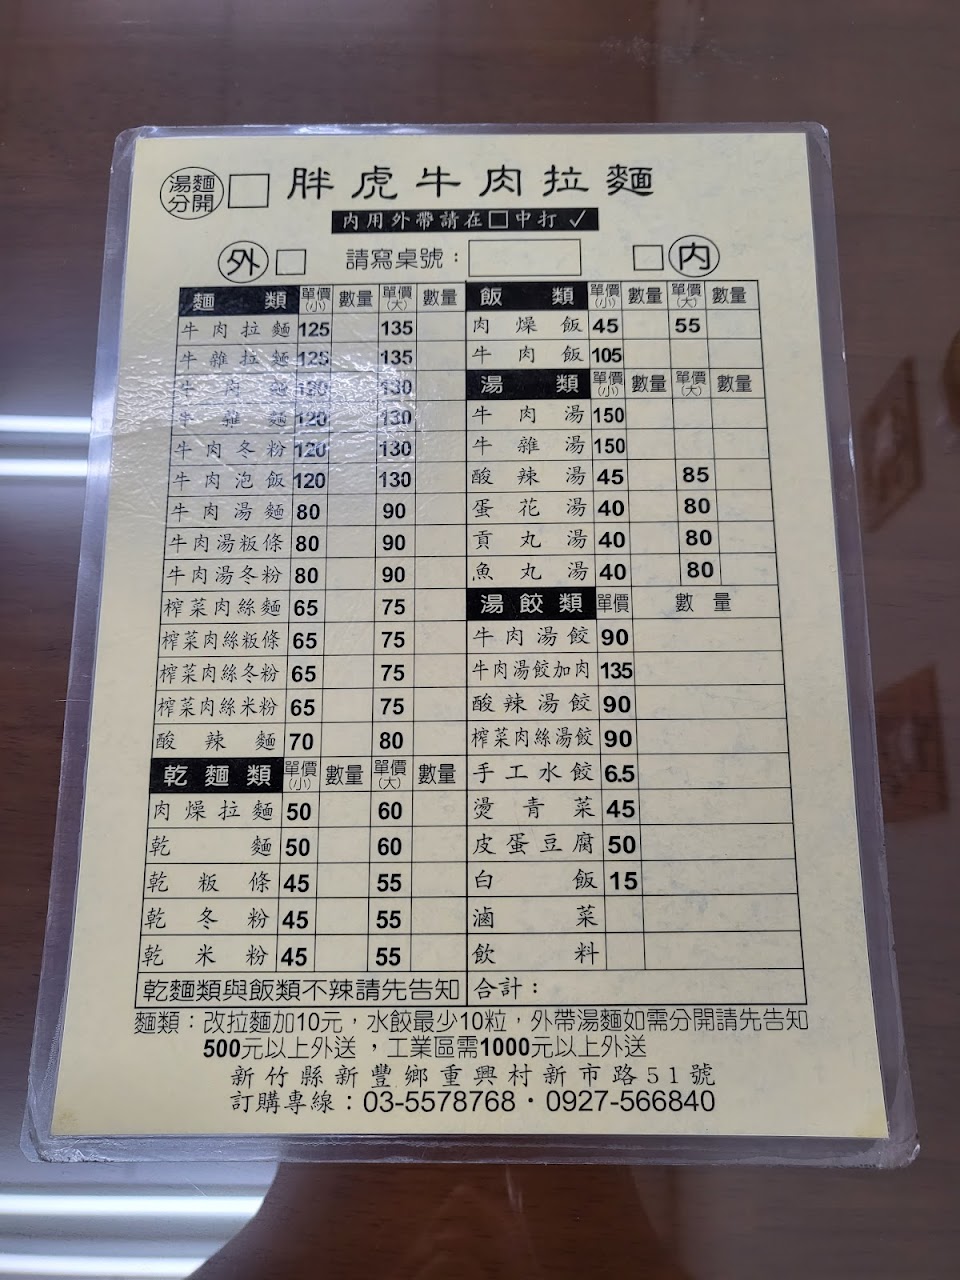 湯麵分開 □ 胖虎牛肉拉麵
內用外帶請在□中打✓
外 □ 請寫桌號： □ 內
麵類 單價(小) 數量 單價(大) 數量
牛肉拉麵 125 135
牛雜拉麵 125 135
牛肉麵 120 130
牛雜麵 120 130
牛肉冬粉 120 130
牛肉泡飯 120 130
牛肉湯麵 80 90
牛肉湯粄條 80 90
牛肉湯冬粉 80 90
榨菜肉絲麵 65 75
榨菜肉絲粄條 65 75
榨菜肉絲冬粉 65 75
榨菜肉絲米粉 65 75
酸辣麵 70 80
乾麵類 單價(小) 數量 單價(大) 數量
肉燥拉麵 50 60
乾麵 50 60
乾粄條 45 55
乾冬粉 45 55
乾米粉 45 55
乾麵類與飯類不辣請先告知
飯類 單價(小) 數量 單價(大) 數量
肉燥飯 45 55
牛肉飯 105
湯類 單價(小) 數量 單價(大) 數量
牛肉湯 150
牛雜湯 150
酸辣湯 45 85
蛋花湯 40 80
貢丸湯 40 80
魚丸湯 40 80
湯餃類 單價 數量
牛肉湯餃 90
牛肉湯餃加肉 135
酸辣湯餃 90
榨菜肉絲湯餃 90
手工水餃 6.5
燙青菜 45
皮蛋豆腐 50
白飯 15
滷菜
飲料
合計：
麵類：改拉麵加10元，水餃最少10粒，外帶湯麵如需分開請先告知
500元以上外送，工業區需1000元以上外送
新竹縣新豐鄉重興村新市路51號
訂購專線：03-5578768・0927-566840